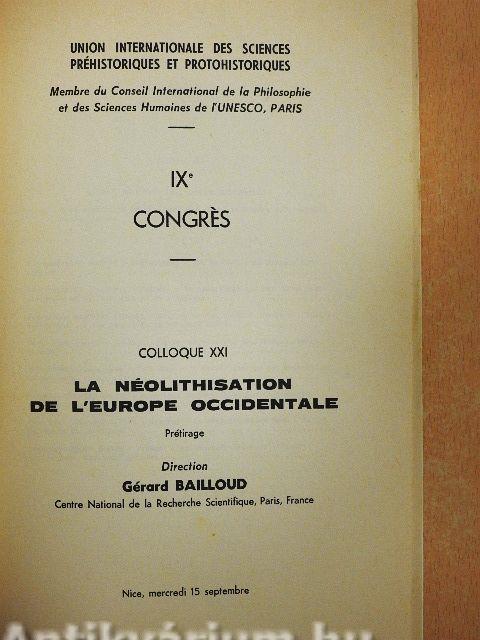 UNION INTERNATIONALE DES SCIENCES
PRÉHISTORIQUES ET PROTOHISTORIQUES
Membre du Conseil International de la Philosophie
et des Sciences Humaines de l'UNESCO, PARIS
IXe
CONGRÈS
COLLOQUE XXI
LA NÉOLITHISATION
DE L'EUROPE OCCIDENTALE
Prétirage
Direction
Gérard BAILLOUD
Centre National de la Recherche Scientifique, Paris, France
Nice, mercredi 15 septembre
Antikvárium.hu